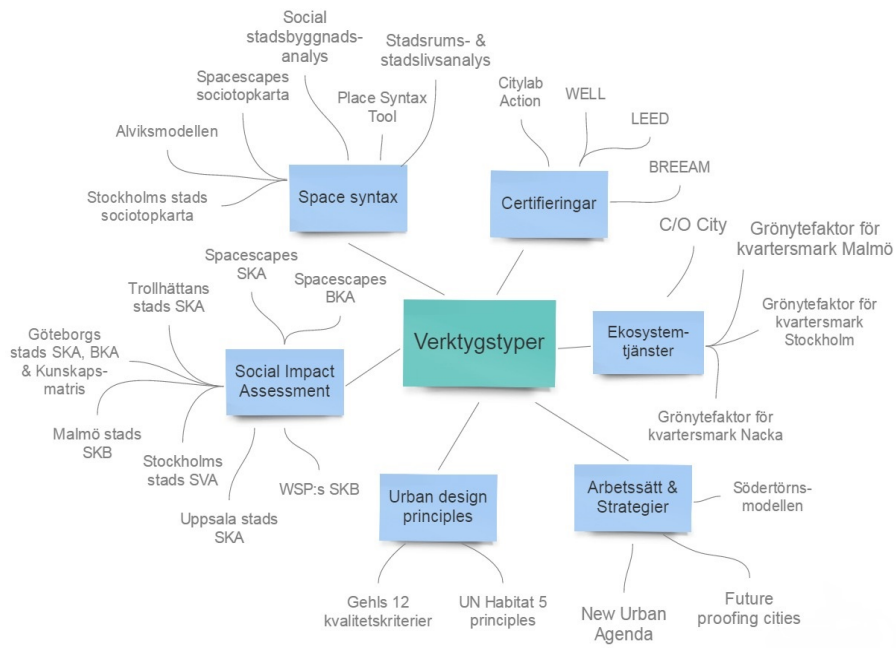 Social
stadsbyggnads-
analys
Stadsrums- &
stadslivsanalys
Spacescapes
sociotopkarta
Place Syntax
Tool
Alviksmodellen
Stockholms stads
sociotopkarta
Space syntax
Citylab
Action
WELL
LEED
BREEAM
Certifieringar
C/O City
Grönytefaktor för
kvartersmark Malmö
Grönytefaktor för
kvartersmark
Stockholm
Grönytefaktor för
kvartersmark Nacka
Ekosystem-
tjänster
Verktygstyper
Spacescapes
SKA
Spacescapes
BKA
Trollhättans
stads SKA
Göteborgs
stads SKA, BKA
& Kunskaps-
matris
Social Impact
Assessment
Malmö stads
SKB
Stockholms
stads SVA
Uppsala stads
SKA
WSP:s SKB
Urban design
principles
Gehls 12
kvalitetskriterier
UN Habitat 5
principles
Arbetssätt &
Strategier
Södertörns-
modellen
New Urban
Agenda
Future
proofing cities